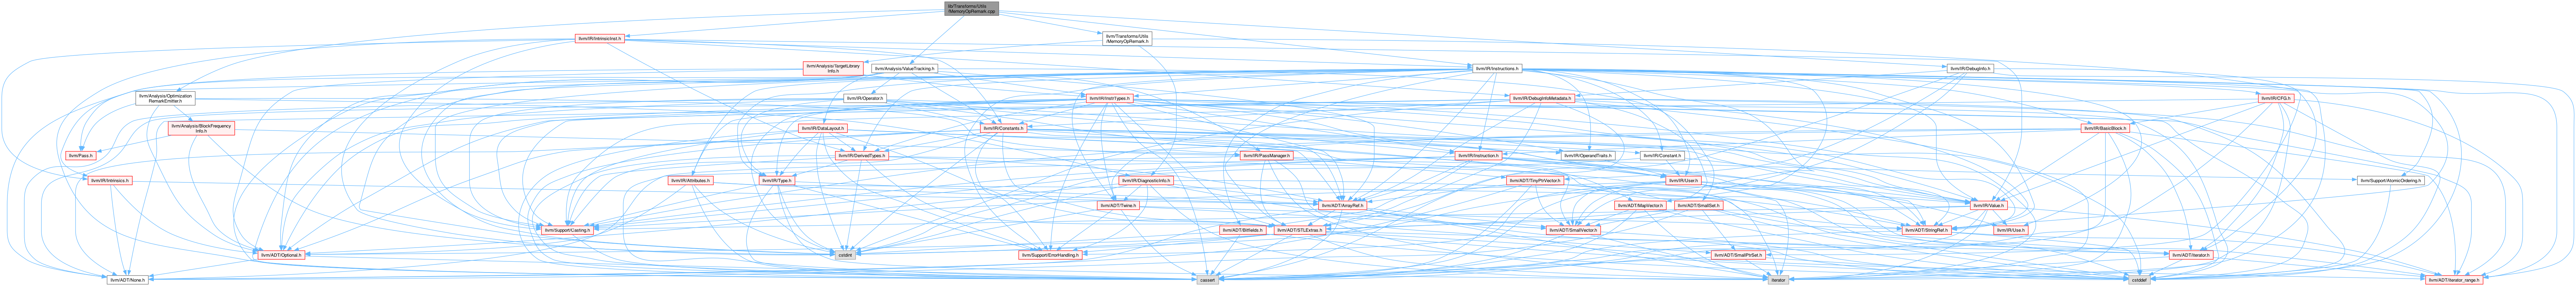 lib/Transforms/Utils
/MemoryOpRemark.cpp
llvm/IR/IntrinsicInst.h
llvm/Transforms/Utils
/MemoryOpRemark.h
llvm/Analysis/TargetLibrary
Info.h
llvm/Analysis/ValueTracking.h
llvm/IR/Instructions.h
llvm/IR/DebugInfo.h
llvm/Analysis/Optimization
RemarkEmitter.h
llvm/IR/Operator.h
llvm/IR/InstrTypes.h
llvm/IR/DebugInfoMetadata.h
llvm/IR/CFG.h
llvm/Analysis/BlockFrequency
Info.h
llvm/IR/DataLayout.h
llvm/IR/Constants.h
llvm/IR/BasicBlock.h
llvm/Pass.h
llvm/IR/DerivedTypes.h
llvm/IR/PassManager.h
llvm/IR/Instruction.h
llvm/IR/OperandTraits.h
llvm/IR/Constant.h
llvm/IR/Intrinsics.h
llvm/IR/Attributes.h
llvm/IR/Type.h
llvm/IR/DiagnosticInfo.h
llvm/ADT/TinyPtrVector.h
llvm/IR/User.h
llvm/Support/AtomicOrdering.h
llvm/ADT/Twine.h
llvm/ADT/ArrayRef.h
llvm/ADT/MapVector.h
llvm/ADT/SmallSet.h
llvm/IR/Value.h
llvm/Support/Casting.h
llvm/ADT/Bitfields.h
llvm/ADT/STLExtras.h
llvm/ADT/SmallVector.h
llvm/ADT/StringRef.h
llvm/IR/Use.h
llvm/ADT/Optional.h
cstdint
llvm/Support/ErrorHandling.h
llvm/ADT/SmallPtrSet.h
llvm/ADT/iterator.h
llvm/ADT/None.h
cassert
iterator
cstddef
llvm/ADT/iterator_range.h